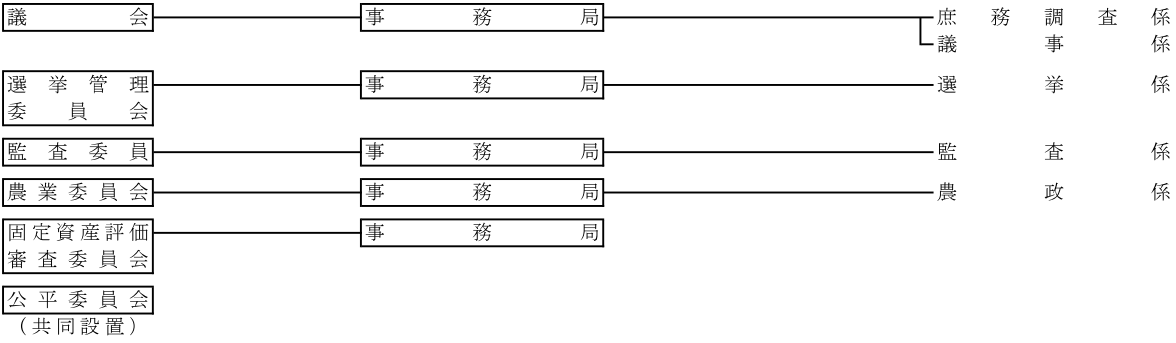 議会 事務局 庶務調査係
議事係
選挙管理 事務局 選挙係
委員会
監査委員 事務局 監査係
農業委員会 事務局 農政係
固定資産評価 事務局
審査委員会
公平委員会
（共同設置）